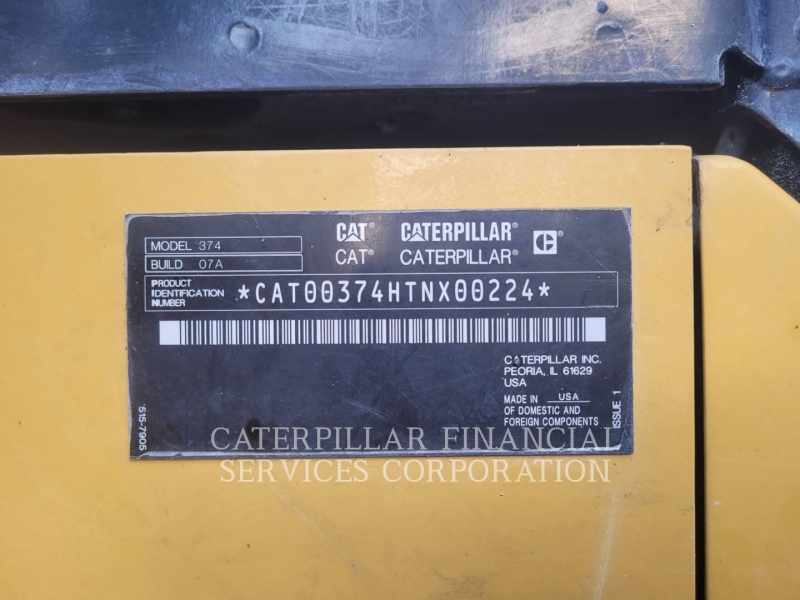 MODEL 374
BUILD 07A
CAT® CATERPILLAR®
CAT® CATERPILLAR®
PRODUCT
IDENTIFICATION
NUMBER
*CAT00374HTNX00224*
CATERPILLAR INC.
PEORIA, IL 61629
USA
MADE IN USA
OF DOMESTIC AND
FOREIGN COMPONENTS
ISSUE 1
515-7905
CATERPILLAR FINANCIAL
SERVICES CORPORATION